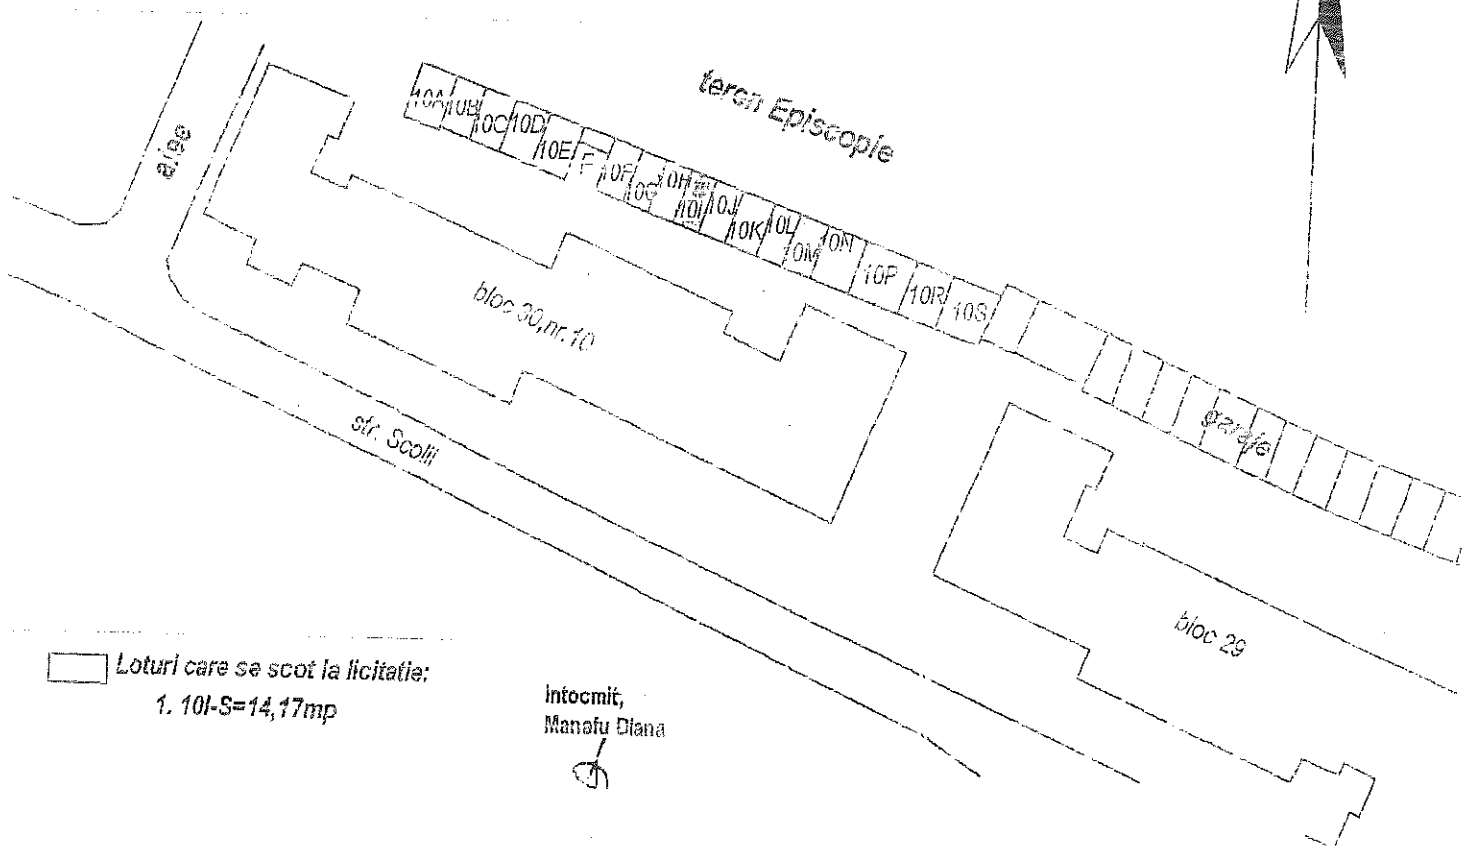 teren Episcopie
alee
10A
10B
10C
10D
10E
F
10F
10G
10H
10I
10J
10K
10L
10M
10N
10P
10R
10S
garaje
bloc 30,nr.10
str. Scolii
bloc 29
Loturi care se scot la licitatie:
1. 10I-S=14,17mp
Intocmit,
Manafu Diana